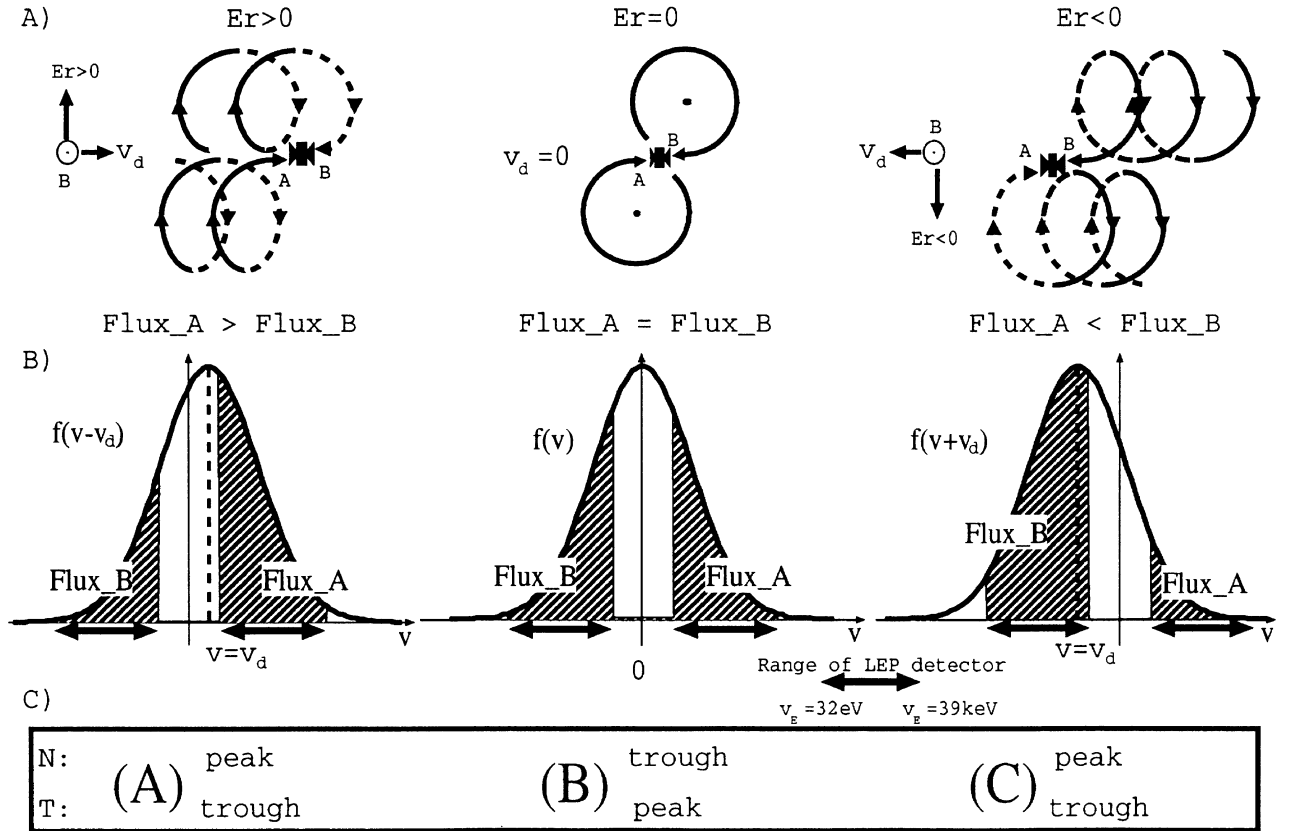 A) Er>0 Er=0 Er<0
Er>0
B
V_d
B
A B
B
v_d =0
A
B
V_d
A B
Er<0
Flux_A > Flux_B Flux_A = Flux_B Flux_A < Flux_B
B)
f(v-v_d) f(v) f(v+v_d)
Flux_B Flux_A Flux_B Flux_A Flux_B Flux_A
v v v
v=v_d 0 v=v_d
Range of LEP detector
v_E =32eV v_E =39keV
C)
N: peak trough peak
(A) (B) (C)
T: trough peak trough